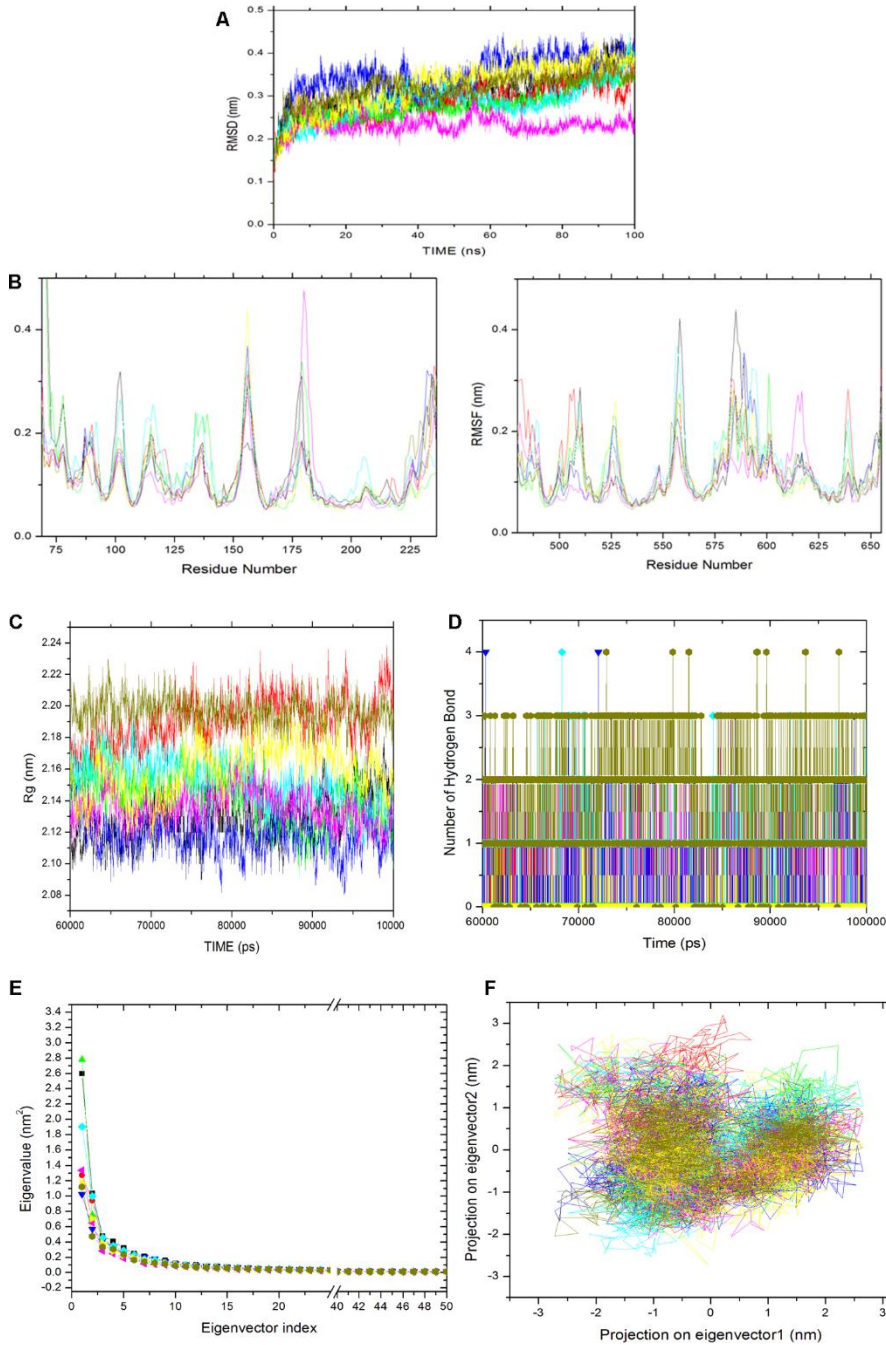 A
0.5
0.4
0.3
0.2
0.1
0.0
RMSD (nm)
0 20 40 60 80 100
TIME (ns)
B
0.4
0.2
0.0
75 100 125 150 175 200 225
Residue Number
0.4
0.2
0.0
RMSF (nm)
500 525 550 575 600 625 650
Residue Number
C
2.24
2.22
2.20
2.18
2.16
2.14
2.12
2.10
2.08
Rg (nm)
60000 70000 80000 90000 10000
TIME (ps)
D
4
3
2
1
0
Number of Hydrogen Bond
60000 70000 80000 90000 100000
Time (ps)
E
3.4
3.2
3.0
2.8
2.6
2.4
2.2
2.0
1.8
1.6
1.4
1.2
1.0
0.8
0.6
0.4
0.2
0.0
-0.2
Eigenvalue (nm2)
0 5 10 15 20 40 42 44 46 48 50
Eigenvector index
F
3
2
1
0
-1
-2
-3
Projection on eigenvector2 (nm)
-3 -2 -1 0 1 2 3
Projection on eigenvector1 (nm)